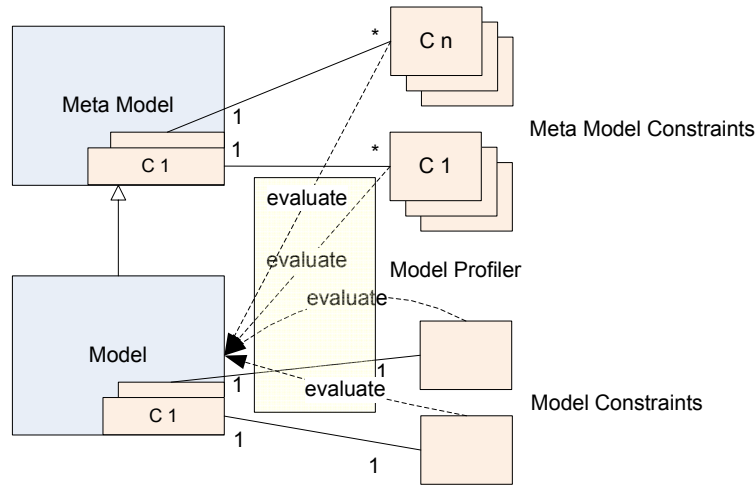 *
C n
Meta Model
1
Meta Model Constraints
1
*
C 1
C 1
evaluate
evaluate
Model Profiler
evaluate
Model
1
1
evaluate
Model Constraints
C 1
1
1